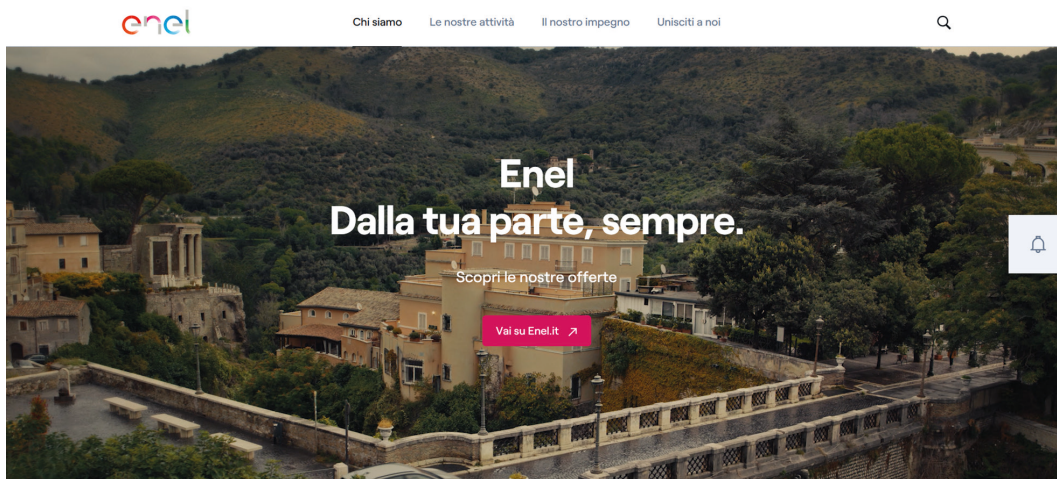 enel
Chi siamo
Le nostre attività
Il nostro impegno
Unisciti a noi
Enel
Dalla tua parte, sempre.
Scopri le nostre offerte
Vai su Enel.it